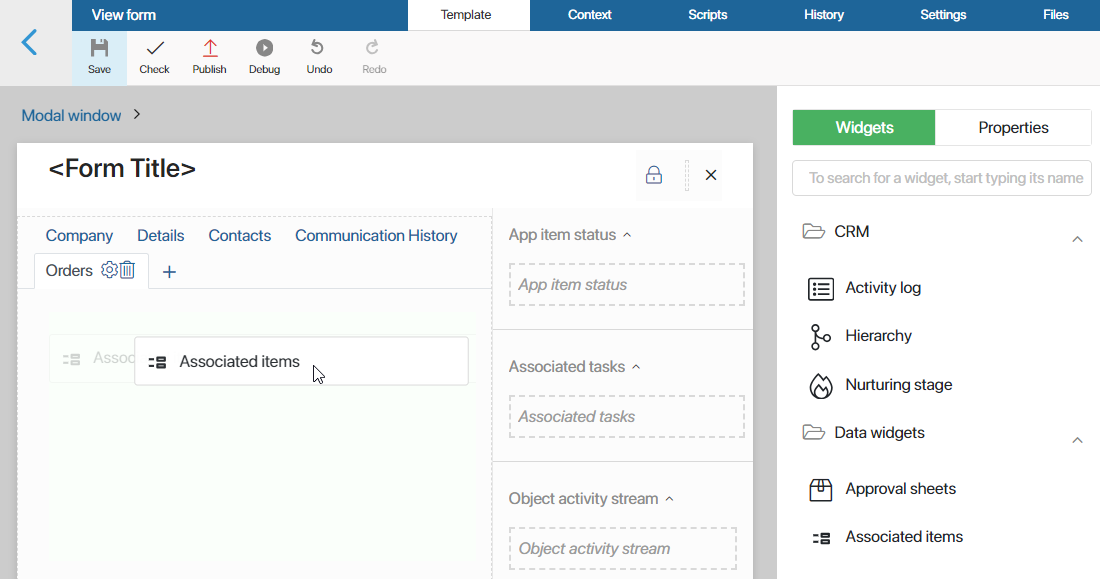 View form
Template
Context
Scripts
History
Settings
Files
Save
Check
Publish
Debug
Undo
Redo
Modal window
<Form Title>
Company
Details
Contacts
Communication History
Orders
Assoc
Associated items
App item status
App item status
Associated tasks
Associated tasks
Object activity stream
Object activity stream
Widgets
Properties
To search for a widget, start typing its name
CRM
Activity log
Hierarchy
Nurturing stage
Data widgets
Approval sheets
Associated items